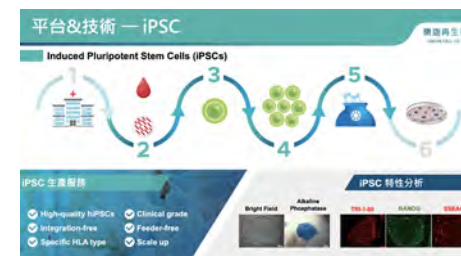 平台&技術 — iPSC
Induced Pluripotent Stem Cells (iPSCs)
1
3
5
2
4
6
iPSC 生產服務
High-quality hiPSCs
Clinical grade
Integration-free
Feeder-free
Specific HLA type
Scale up
iPSC 特性分析
Bright Field
Alkaline
Phosphatase
TRI-1-60
NANOG
SSEA